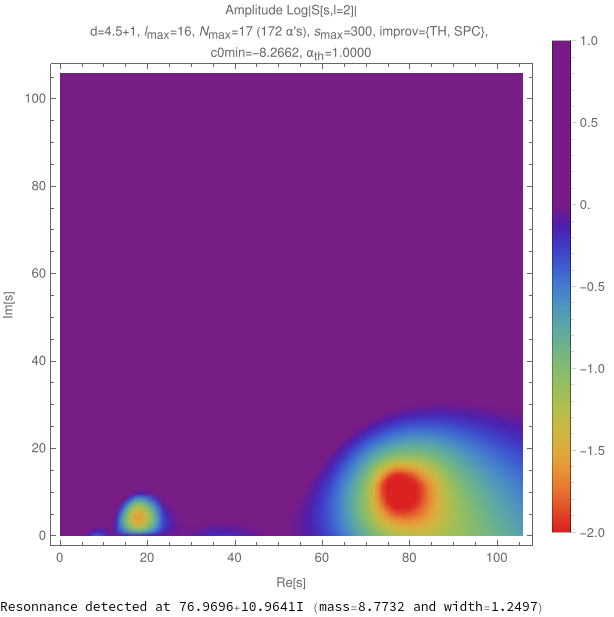 Amplitude Log|S[s,l=2]|
d=4.5+1, lmax=16, Nmax=17 (172 α's), smax=300, improv={TH, SPC},
c0min=−8.2662, αth=1.0000
100
80
60
40
20
0
Im[s]
0 20 40 60 80 100
Re[s]
1.0
0.5
0.
−0.5
−1.0
−1.5
−2.0
Resonnance detected at 76.9696+10.9641I (mass=8.7732 and width=1.2497)